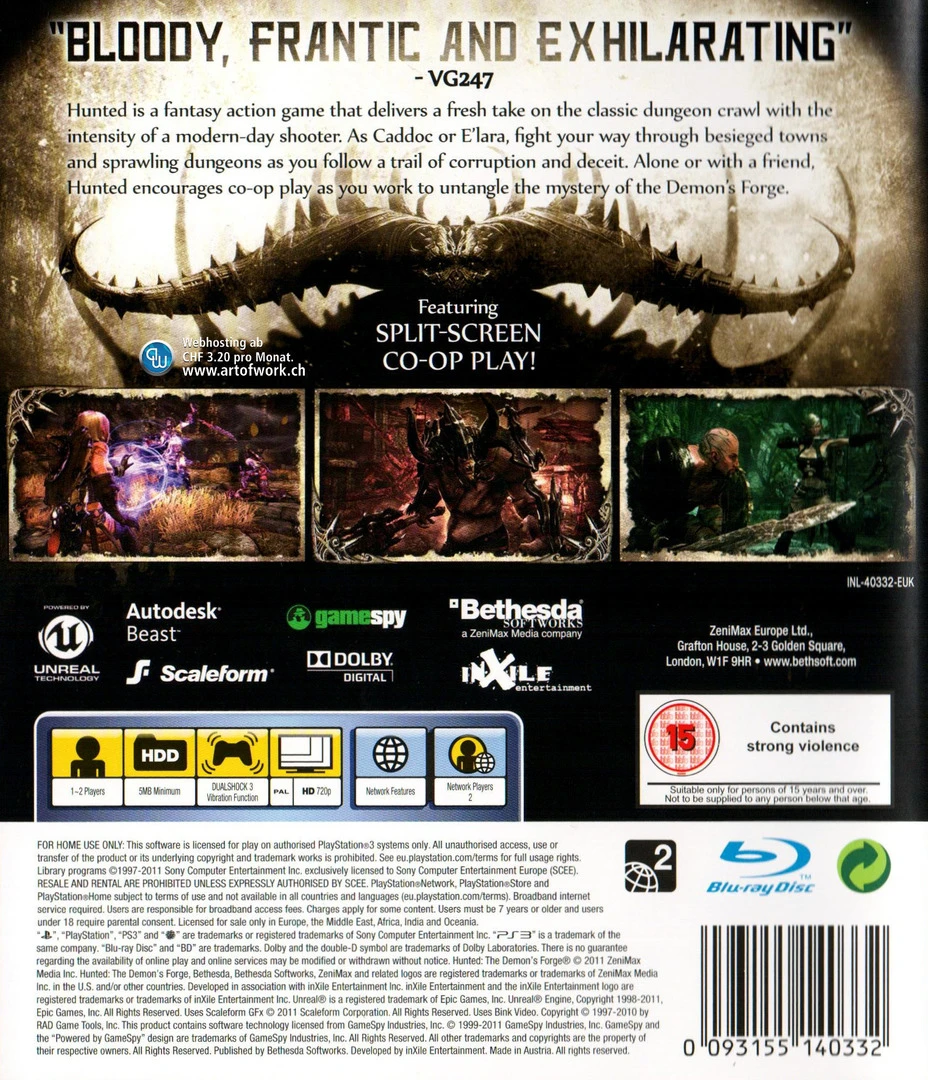 "BLOODY, FRANTIC AND EXHILARATING"
- VG247
Hunted is a fantasy action game that delivers a fresh take on the classic dungeon crawl with the
intensity of a modern-day shooter. As Caddoc or E'lara, fight your way through besieged towns
and sprawling dungeons as you follow a trail of corruption and deceit. Alone or with a friend,
Hunted encourages co-op play as you work to untangle the mystery of the Demon's Forge.
Featuring
SPLIT-SCREEN
CO-OP PLAY!
Webhosting ab
CHF 3.20 pro Monat.
www.artofwork.ch
INL-40332-EUK
POWERED BY
UNREAL
TECHNOLOGY
Autodesk®
Beast™
Scaleform®
gamespy
DOLBY
DIGITAL
Bethesda®
SOFTWORKS
a ZeniMax Media company
INXILE
entertainment
ZeniMax Europe Ltd.,
Grafton House, 2-3 Golden Square,
London, W1F 9HR • www.bethsoft.com
15
Contains
strong violence
Suitable only for persons of 15 years and over.
Not to be supplied to any person below that age.
1-2 Players
HDD
5MB Minimum
DUALSHOCK 3
Vibration Function
PAL
HD 720p
Network Features
Network Players
2
FOR HOME USE ONLY: This software is licensed for play on authorised PlayStation®3 systems only. All unauthorised access, use or
transfer of the product or its underlying copyright and trademark works is prohibited. See eu.playstation.com/terms for full usage rights.
Library programs ©1997-2011 Sony Computer Entertainment Inc. exclusively licensed to Sony Computer Entertainment Europe (SCEE).
RESALE AND RENTAL ARE PROHIBITED UNLESS EXPRESSLY AUTHORISED BY SCEE. PlayStation®Network, PlayStation®Store and
PlayStation®Home subject to terms of use and not available in all countries and languages (eu.playstation.com/terms). Broadband internet
service required. Users are responsible for broadband access fees. Charges apply for some content. Users must be 7 years or older and users
under 18 require parental consent. Licensed for sale only in Europe, the Middle East, Africa, India and Oceania.
"", "PlayStation", "PS3" and "" are trademarks or registered trademarks of Sony Computer Entertainment Inc. "PS3" is a trademark of the
same company. "Blu-ray Disc" and "BD" are trademarks. Dolby and the double-D symbol are trademarks of Dolby Laboratories. There is no guarantee
regarding the availability of online play and online services may be modified or withdrawn without notice. Hunted: The Demon's Forge® © 2011 ZeniMax
Media Inc. Hunted: The Demon's Forge, Bethesda, Bethesda Softworks, ZeniMax and related logos are registered trademarks or trademarks of ZeniMax Media
Inc. in the U.S. and/or other countries. Developed in association with inXile Entertainment Inc. inXile Entertainment and the inXile Entertainment logo are
registered trademarks or trademarks of inXile Entertainment Inc. Unreal® is a registered trademark of Epic Games, Inc. Unreal® Engine, Copyright 1998-2011,
Epic Games, Inc. All Rights Reserved. Uses Scaleform GFx © 2011 Scaleform Corporation. All Rights Reserved. Uses Bink Video. Copyright © 1997-2010 by
RAD Game Tools, Inc. This product contains software technology licensed from GameSpy Industries, Inc. © 1999-2011 GameSpy Industries, Inc. GameSpy and
the "Powered by GameSpy" design are trademarks of GameSpy Industries, Inc. All Rights Reserved. All other trademarks and copyrights are the property of
their respective owners. All Rights Reserved. Published by Bethesda Softworks. Developed by inXile Entertainment. Made in Austria. All rights reserved.
2
Blu-ray Disc™
0 093155 140332